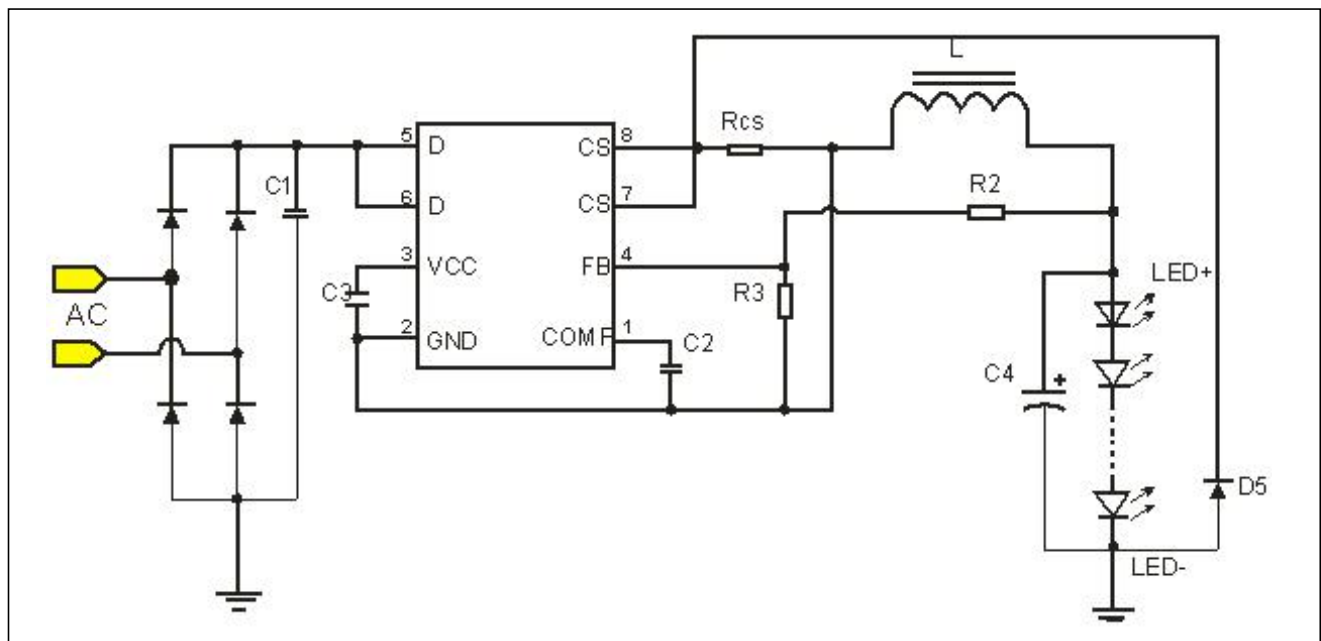 L
Rcs
5 D CS 8
C1
6 D CS 7
R2
3 VCC FB 4
AC
C3
R3
LED+
2 GND COMP 1
C2
C4
+
D5
LED-